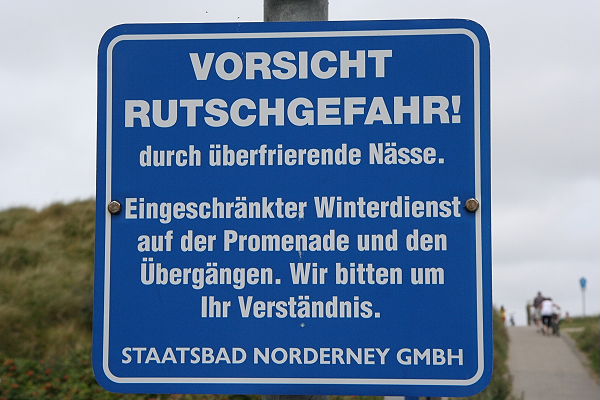 VORSICHT
RUTSCHGEFAHR!
durch überfrierende Nässe.
Eingeschränkter Winterdienst
auf der Promenade und den
Übergängen. Wir bitten um
Ihr Verständnis.
STAATSBAD NORDERNEY GMBH